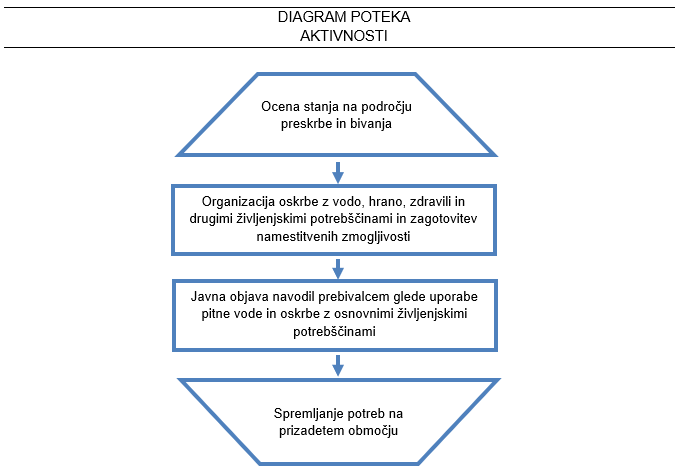 DIAGRAM POTEKA
AKTIVNOSTI
Ocena stanja na področju
preskrbe in bivanja
Organizacija oskrbe z vodo, hrano, zdravili in
drugimi življenjskimi potrebščinami in zagotovitev
namestitvenih zmogljivosti
Javna objava navodil prebivalcem glede uporabe
pitne vode in oskrbe z osnovnimi življenjskimi
potrebščinami
Spremljanje potreb na
prizadetem območju